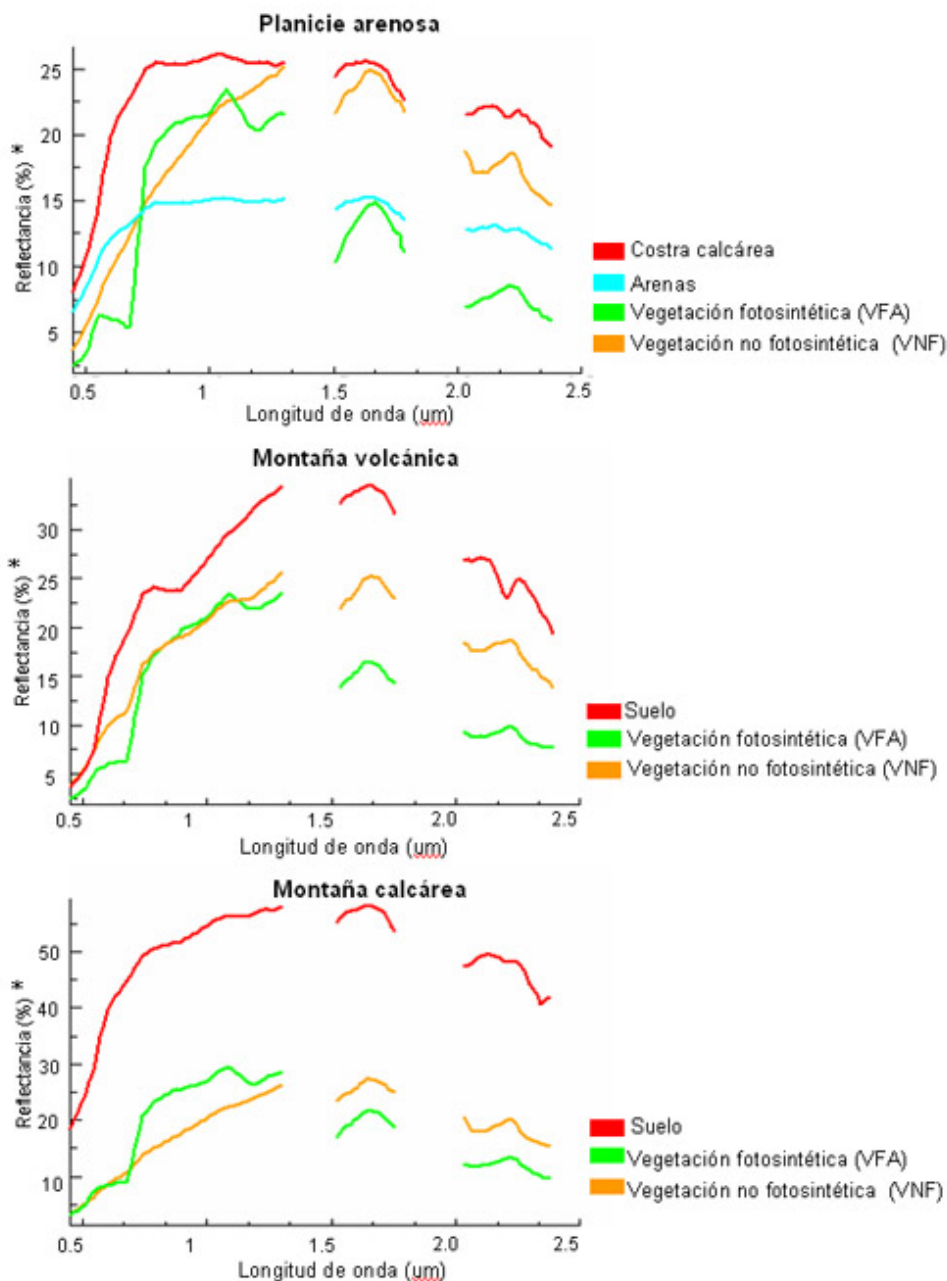 Planicie arenosa
Reflectancia (%) *
25
20
15
10
5
0.5
1
1.5
2.0
2.5
Longitud de onda (um)
Costra calcárea
Arenas
Vegetación fotosintética (VFA)
Vegetación no fotosintética (VNF)
Montaña volcánica
Reflectancia (%) *
30
25
20
15
10
5
0.5
1
1.5
2.0
2.5
Longitud de onda (um)
Suelo
Vegetación fotosintética (VFA)
Vegetación no fotosintética (VNF)
Montaña calcárea
Reflectancia (%) *
50
40
30
20
10
0.5
1
1.5
2.0
2.5
Longitud de onda (um)
Suelo
Vegetación fotosintética (VFA)
Vegetación no fotosintética (VNF)